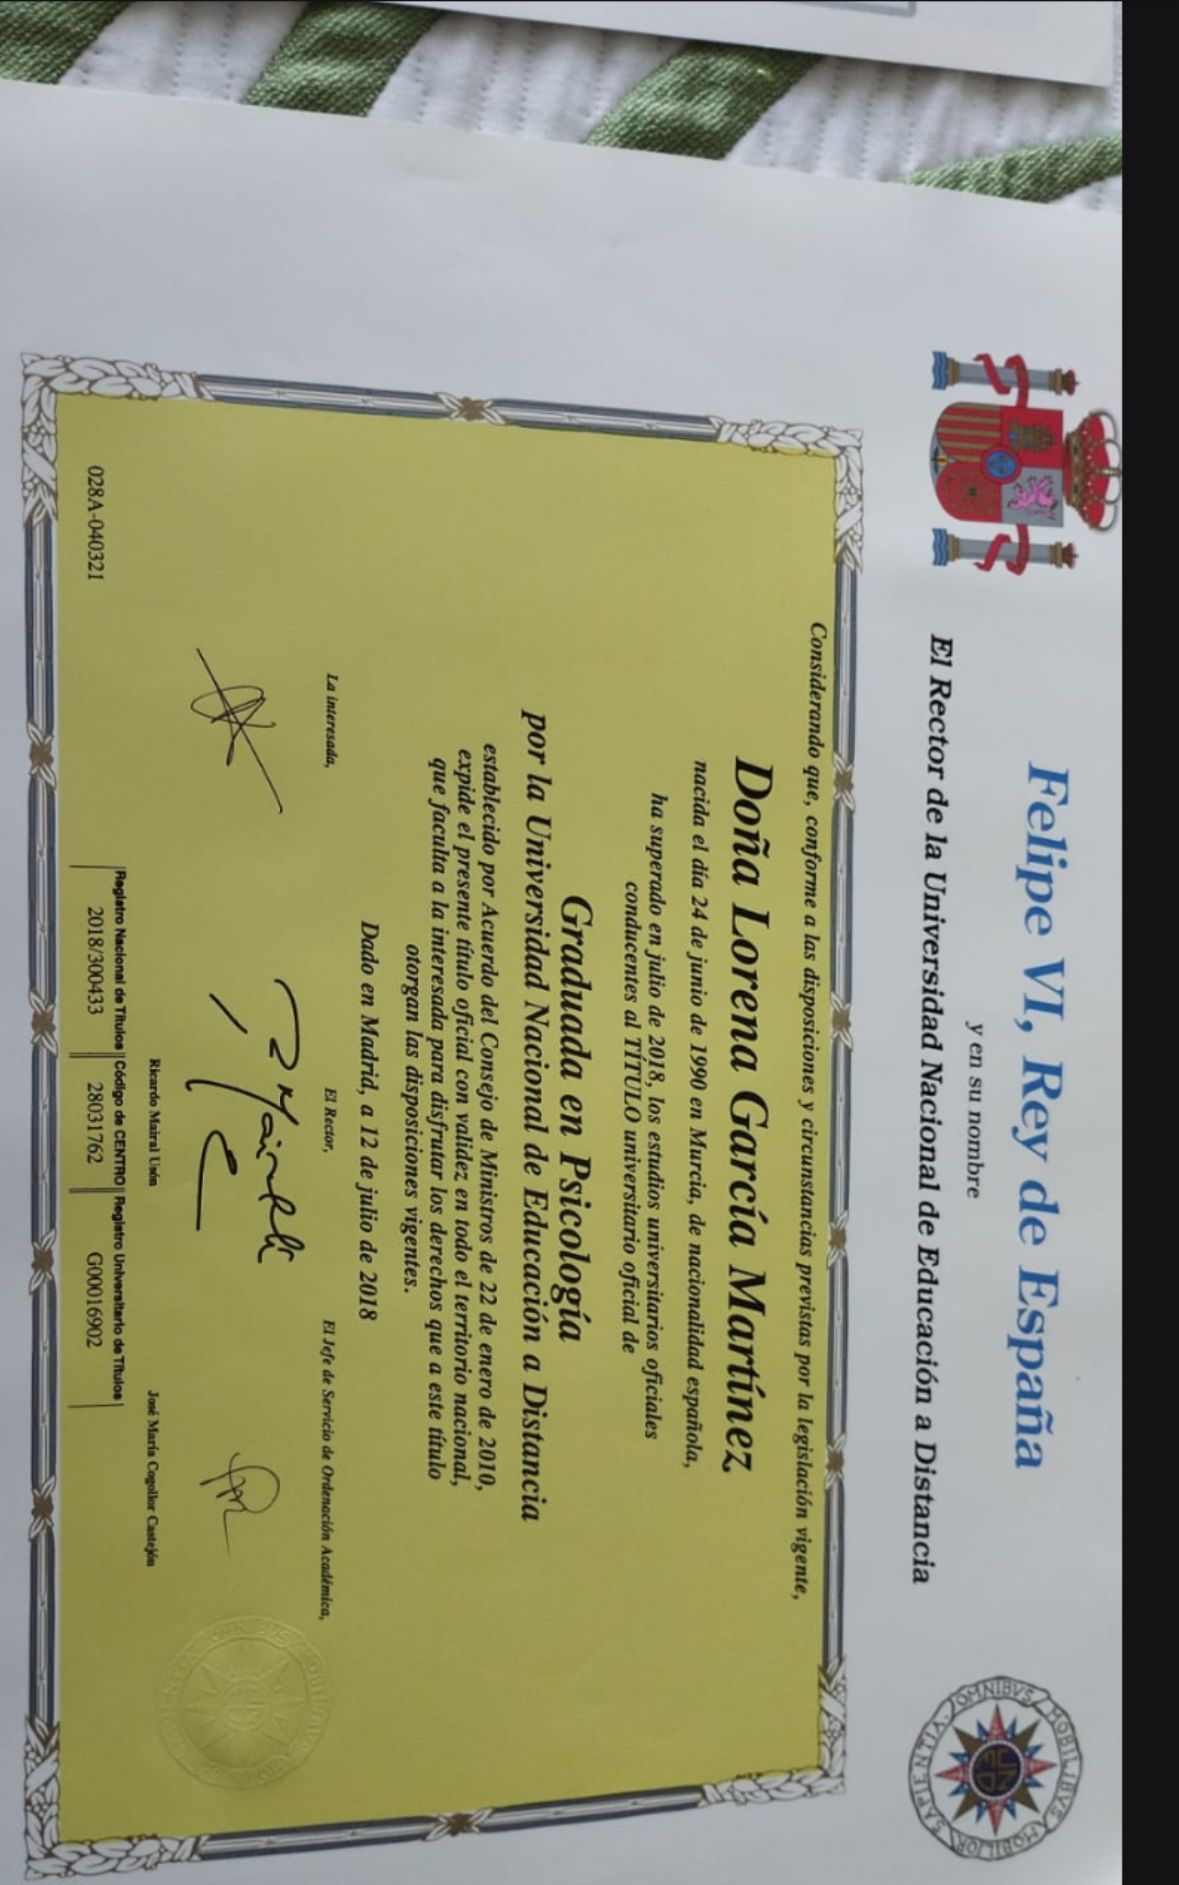 Felipe VI, Rey de España
y en su nombre
El Rector de la Universidad Nacional de Educación a Distancia
OMNIBVS MOBILIBVS MOBILIOR SAPIENTIA
UNED
Considerando que, conforme a las disposiciones y circunstancias previstas por la legislación vigente,
Doña Lorena García Martínez
nacida el día 24 de junio de 1990 en Murcia, de nacionalidad española,
ha superado en julio de 2018, los estudios universitarios oficiales
conducentes al TÍTULO universitario oficial de
Graduada en Psicología
por la Universidad Nacional de Educación a Distancia
establecido por Acuerdo del Consejo de Ministros de 22 de enero de 2010,
expide el presente título oficial con validez en todo el territorio nacional,
que faculta a la interesada para disfrutar los derechos que a este título
otorgan las disposiciones vigentes.
Dado en Madrid, a 12 de julio de 2018
La interesada,
El Rector,
El Jefe de Servicio de Ordenación Académica,
Ricardo Mairal Usón
José María Cogollor Castejón
028A-040321
Registro Nacional de Títulos Código de CENTRO Registro Universitario de Títulos
2018/300433 28031762 G00016902